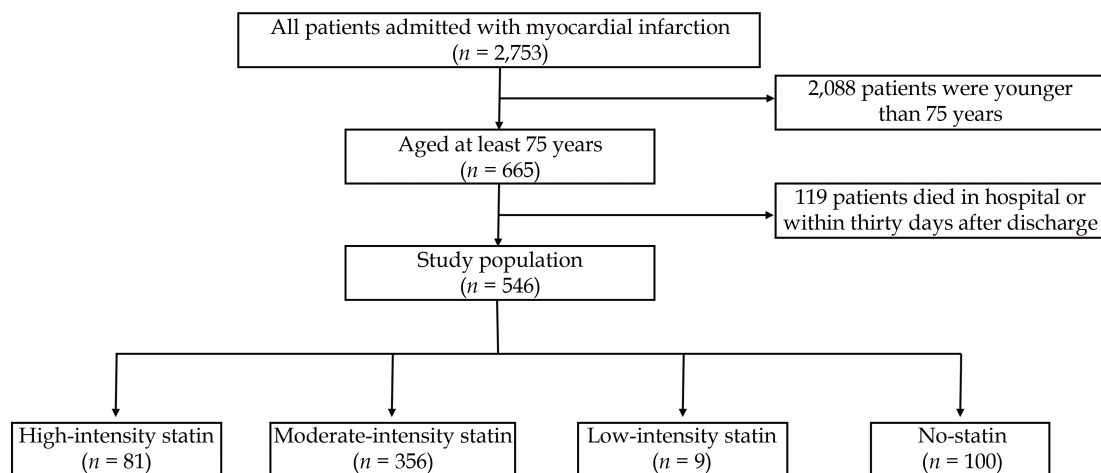 All patients admitted with myocardial infarction
(n = 2,753)
2,088 patients were younger
than 75 years
Aged at least 75 years
(n = 665)
119 patients died in hospital or
within thirty days after discharge
Study population
(n = 546)
High-intensity statin
(n = 81)
Moderate-intensity statin
(n = 356)
Low-intensity statin
(n = 9)
No-statin
(n = 100)